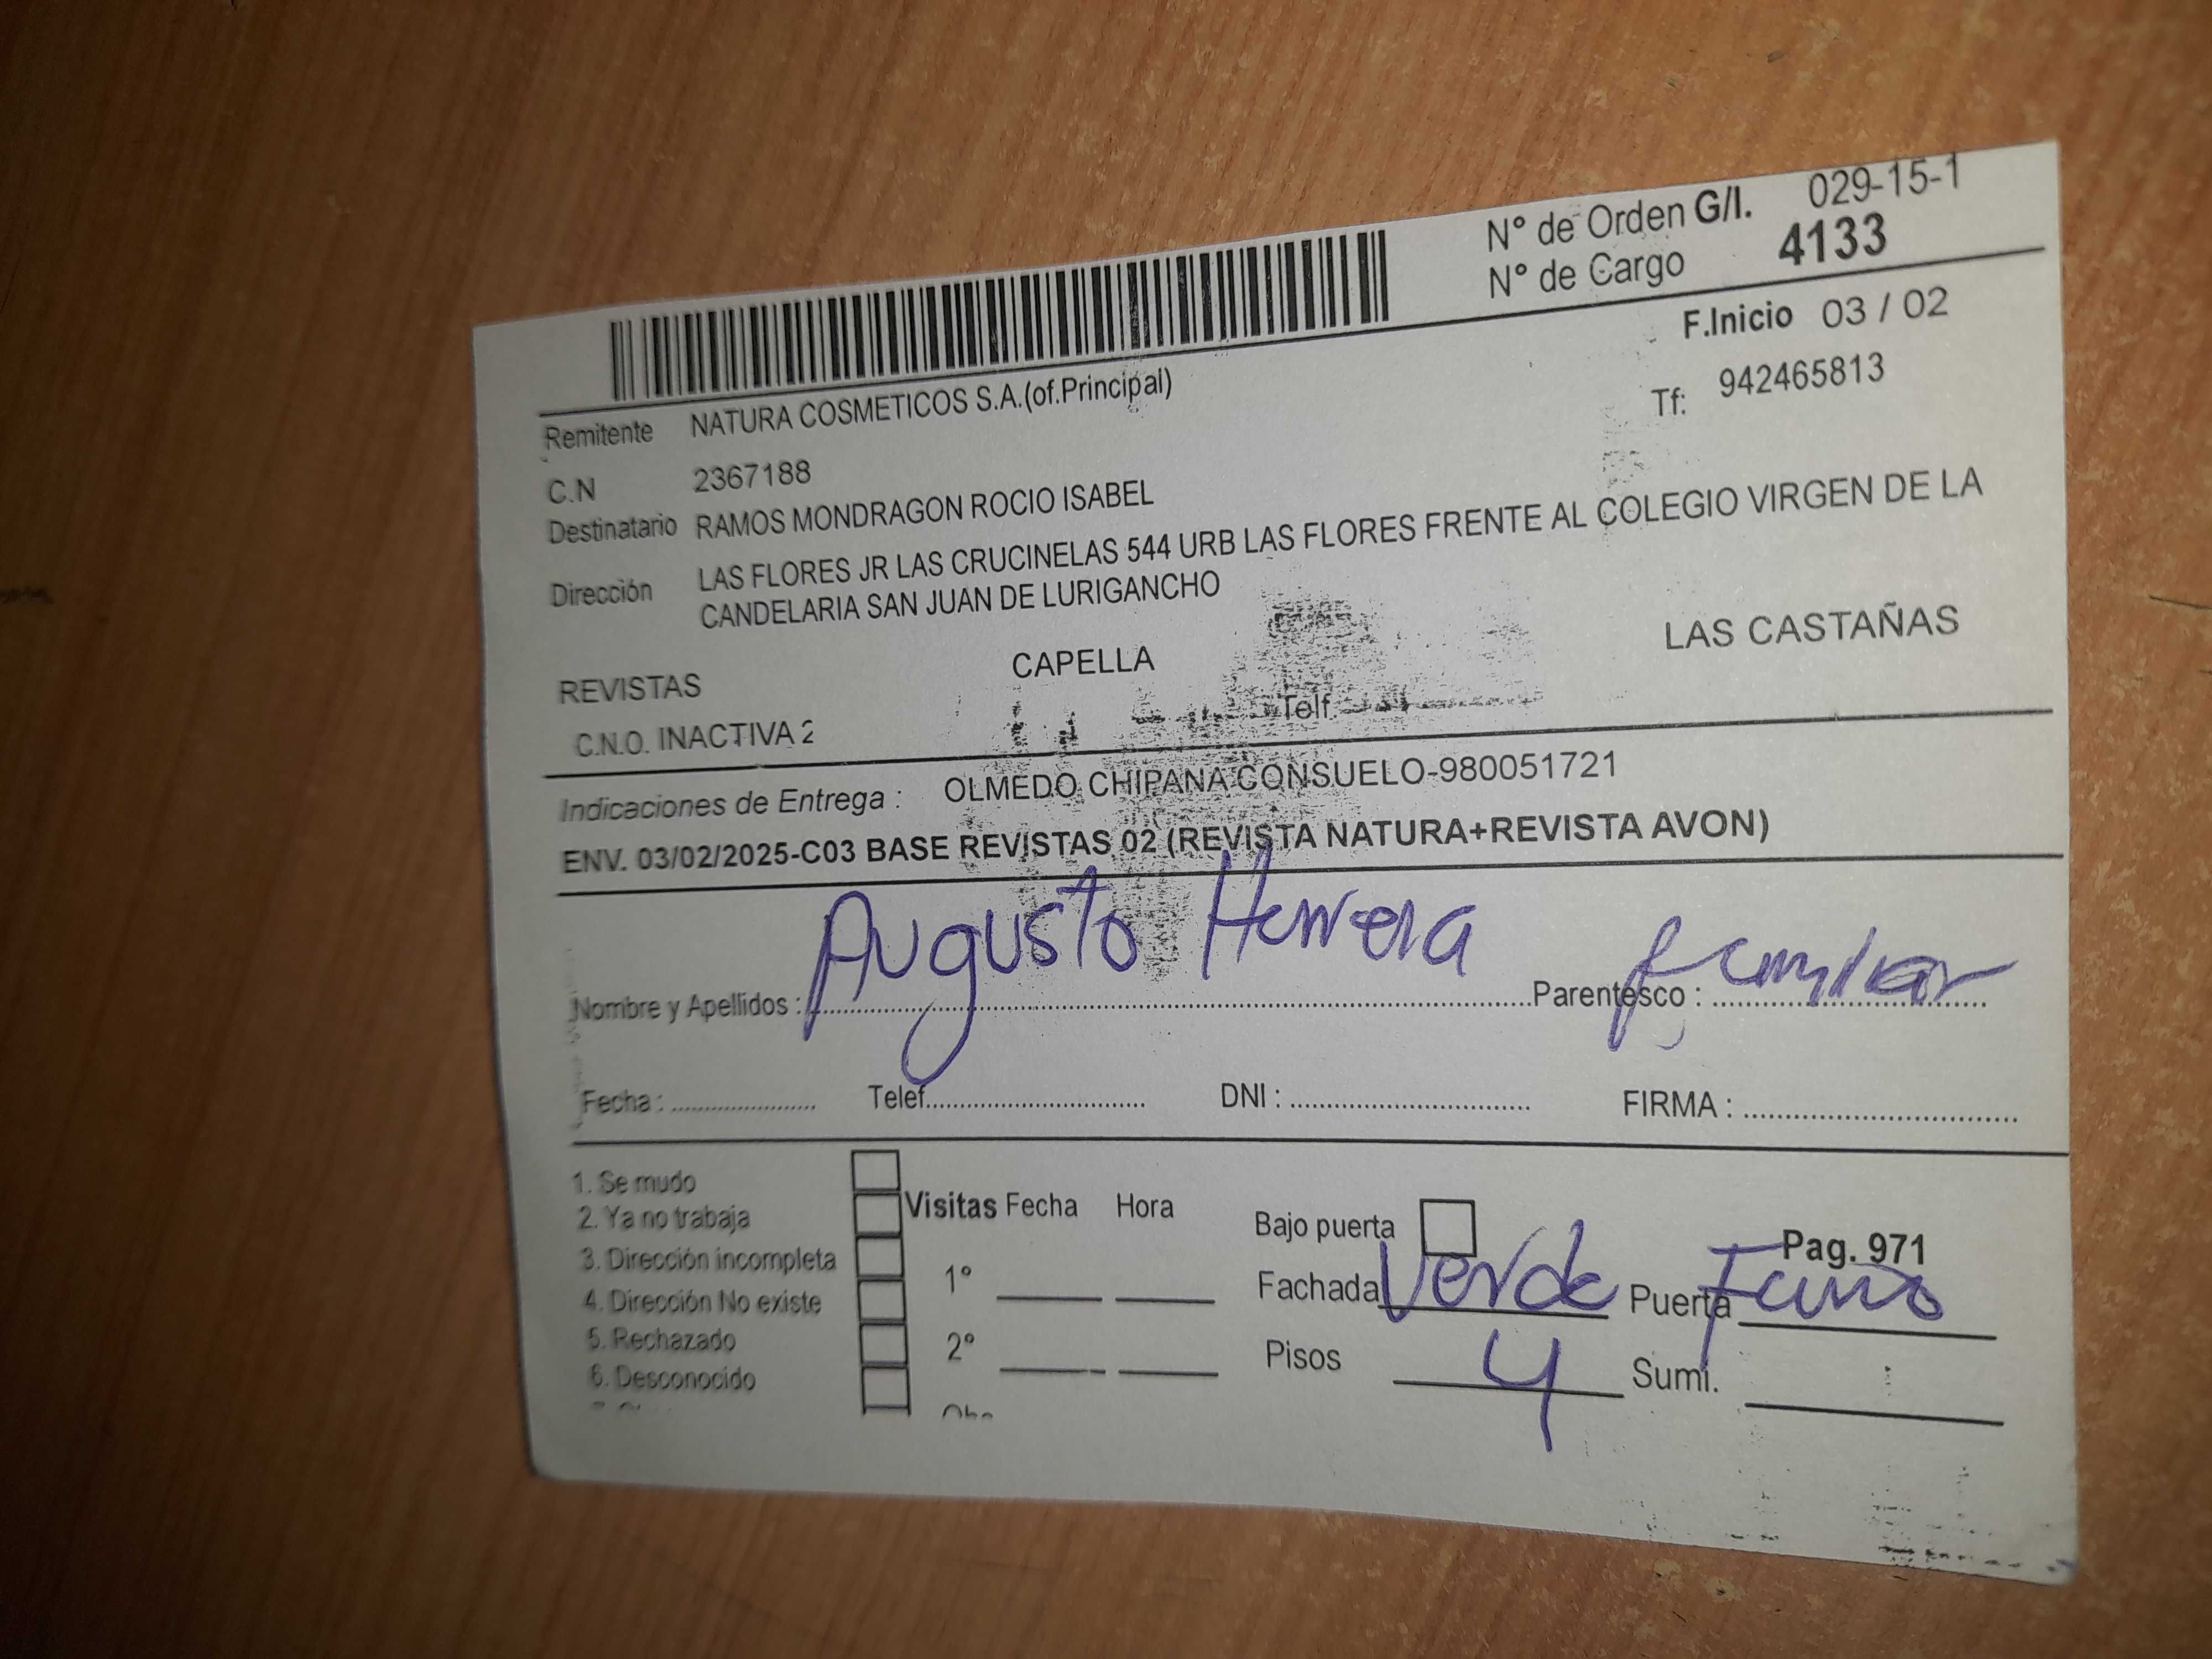 Nº de Orden G/I. 029-15-1
Nº de Cargo 4133
F.Inicio 03 / 02
Remitente NATURA COSMETICOS S.A.(of.Principal)
Tf: 942465813
C.N 2367188
Destinatario RAMOS MONDRAGON ROCIO ISABEL
Dirección LAS FLORES JR LAS CRUCINELAS 544 URB LAS FLORES FRENTE AL COLEGIO VIRGEN DE LA
CANDELARIA SAN JUAN DE LURIGANCHO
REVISTAS CAPELLA LAS CASTAÑAS
C.N.O. INACTIVA 2 Telf.
Indicaciones de Entrega : OLMEDO CHIPANA CONSUELO-980051721
ENV. 03/02/2025-C03 BASE REVISTAS 02 (REVISTA NATURA+REVISTA AVON)
Nombre y Apellidos : Augusto Herrera Parentesco : familiar
Fecha : Telef. DNI : FIRMA :
1. Se mudo
2. Ya no trabaja
3. Dirección incompleta
4. Dirección No existe
5. Rechazado
6. Desconocido
Visitas Fecha Hora
1º
2º
Bajo puerta Pag. 971
Fachada Verde Puerta
Pisos 4 Sumi.